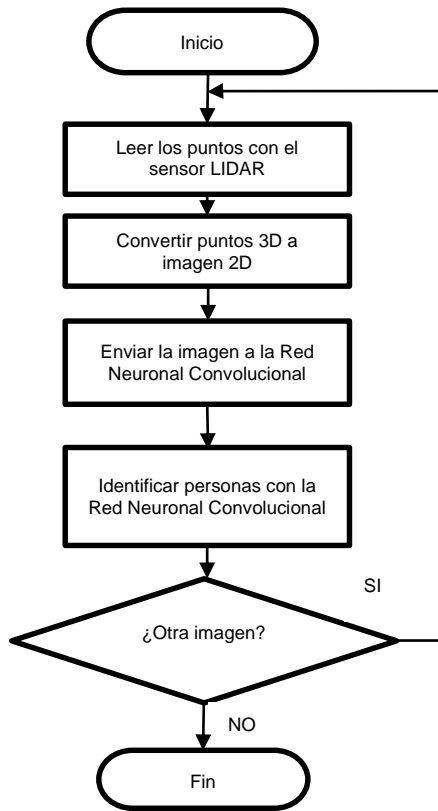 Inicio
Leer los puntos con el
sensor LIDAR
Convertir puntos 3D a
imagen 2D
Enviar la imagen a la Red
Neuronal Convolucional
Identificar personas con la
Red Neuronal Convolucional
SI
¿Otra imagen?
NO
Fin